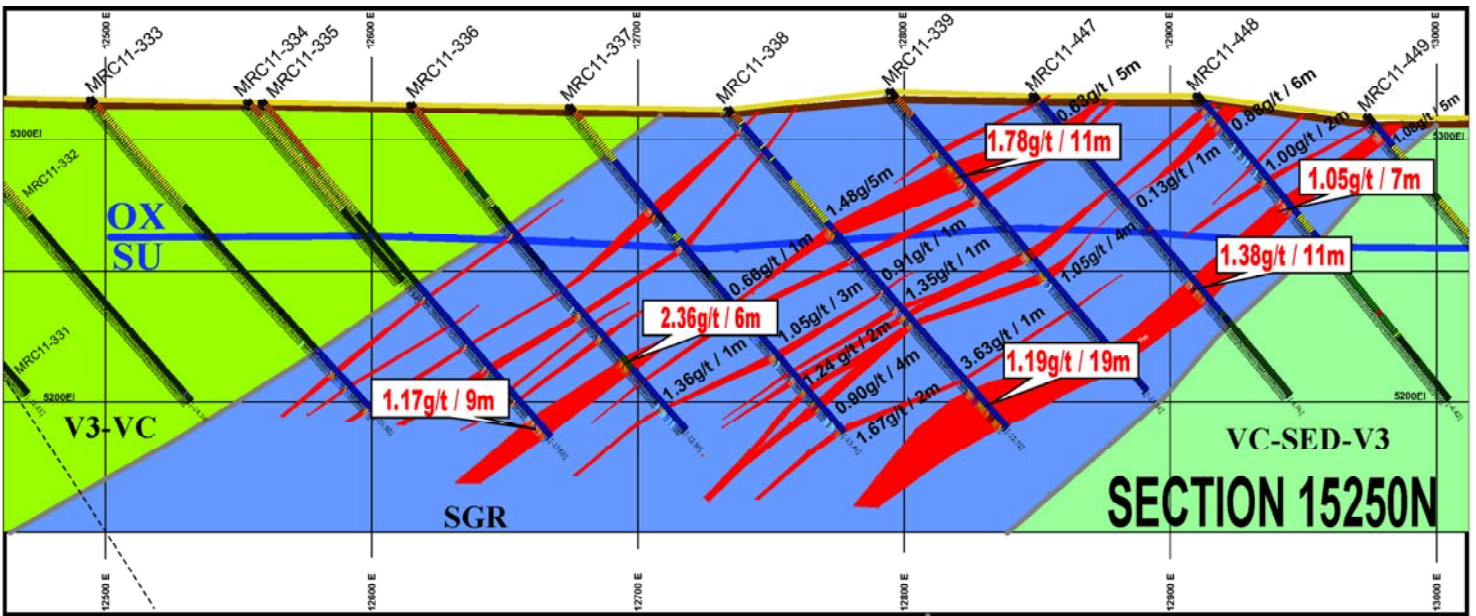 12500 E
12600 E
12700 E
12800 E
12900 E
13000 E
MRC11-333
MRC11-334
MRC11-335
MRC11-336
MRC11-337
MRC11-338
MRC11-339
MRC11-447
MRC11-448
MRC11-449
5300El
5300El
MRC11-332
MRC11-331
OX
SU
0.63g/t / 5m
0.88g/t / 6m
1.08g/t / 5m
1.00g/t / 2m
1.78g/t / 11m
1.05g/t / 7m
1.48g/5m
0.13g/t / 1m
1.38g/t / 11m
0.66g/t / 1m
0.91g/t / 1m
1.35g/t / 1m
1.05g/t / 4m
2.36g/t / 6m
1.05g/t / 3m
3.63g/t / 1m
1.36g/t / 1m
1.24 g/t / 2m
1.19g/t / 19m
1.17g/t / 9m
0.90g/t / 4m
1.67g/t / 2m
5200El
5200El
V3-VC
SGR
VC-SED-V3
SECTION 15250N
12500 E
12600 E
12700 E
12800 E
12900 E
13000 E